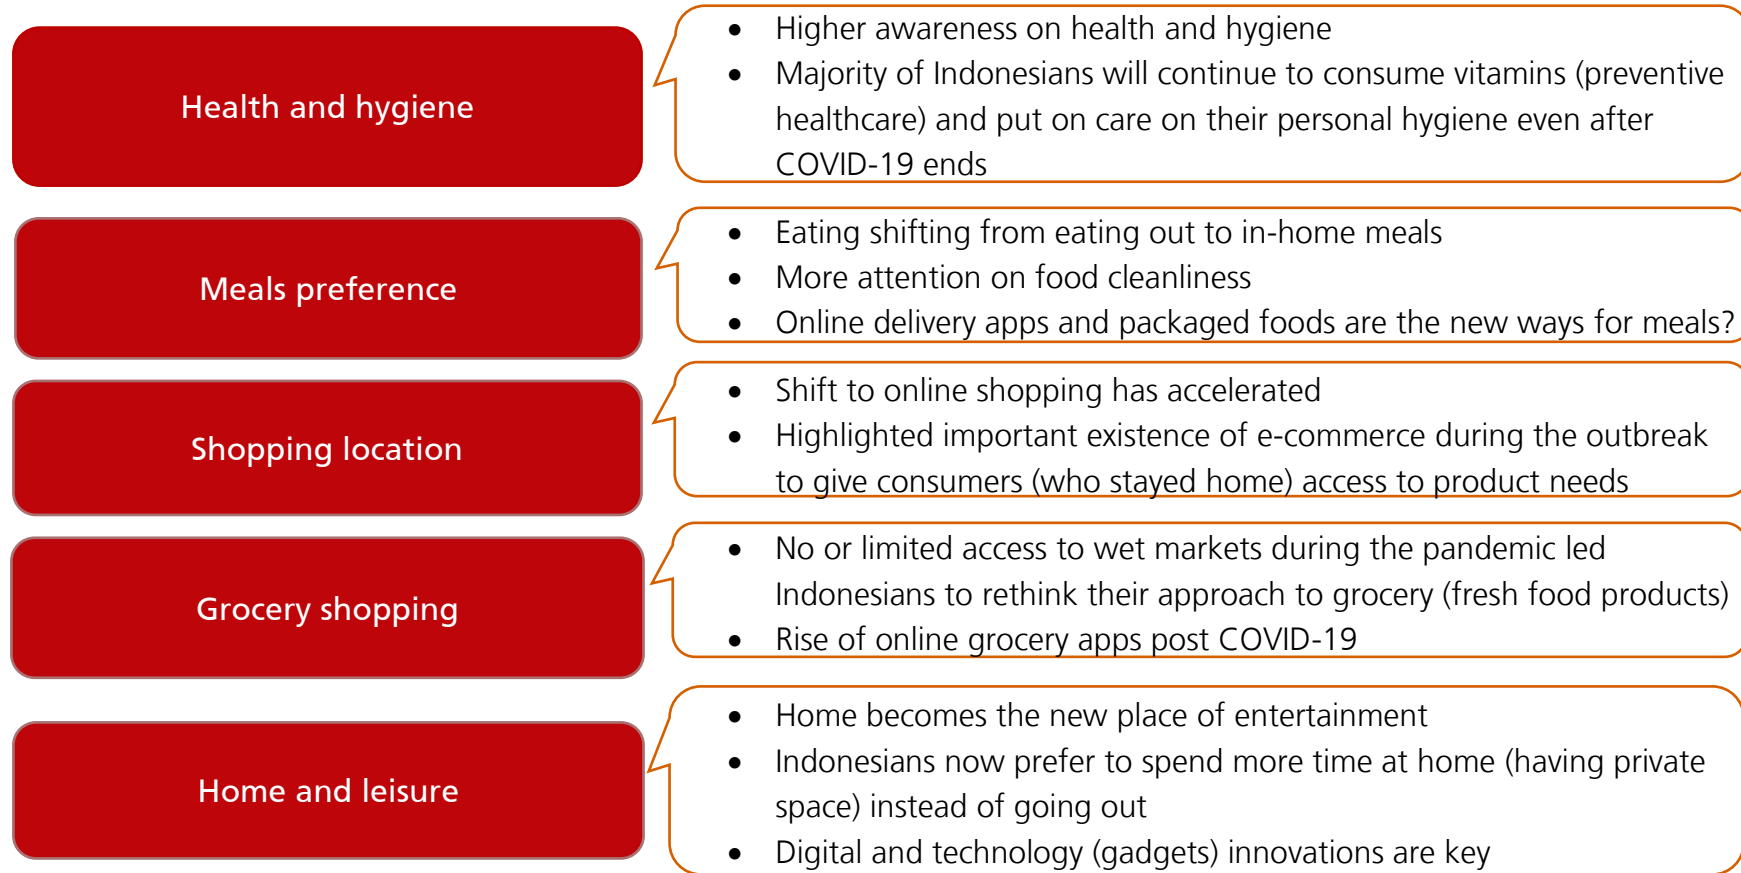 Health and hygiene
• Higher awareness on health and hygiene
• Majority of Indonesians will continue to consume vitamins (preventive
healthcare) and put on care on their personal hygiene even after
COVID-19 ends
Meals preference
• Eating shifting from eating out to in-home meals
• More attention on food cleanliness
• Online delivery apps and packaged foods are the new ways for meals?
Shopping location
• Shift to online shopping has accelerated
• Highlighted important existence of e-commerce during the outbreak
to give consumers (who stayed home) access to product needs
Grocery shopping
• No or limited access to wet markets during the pandemic led
Indonesians to rethink their approach to grocery (fresh food products)
• Rise of online grocery apps post COVID-19
Home and leisure
• Home becomes the new place of entertainment
• Indonesians now prefer to spend more time at home (having private
space) instead of going out
• Digital and technology (gadgets) innovations are key